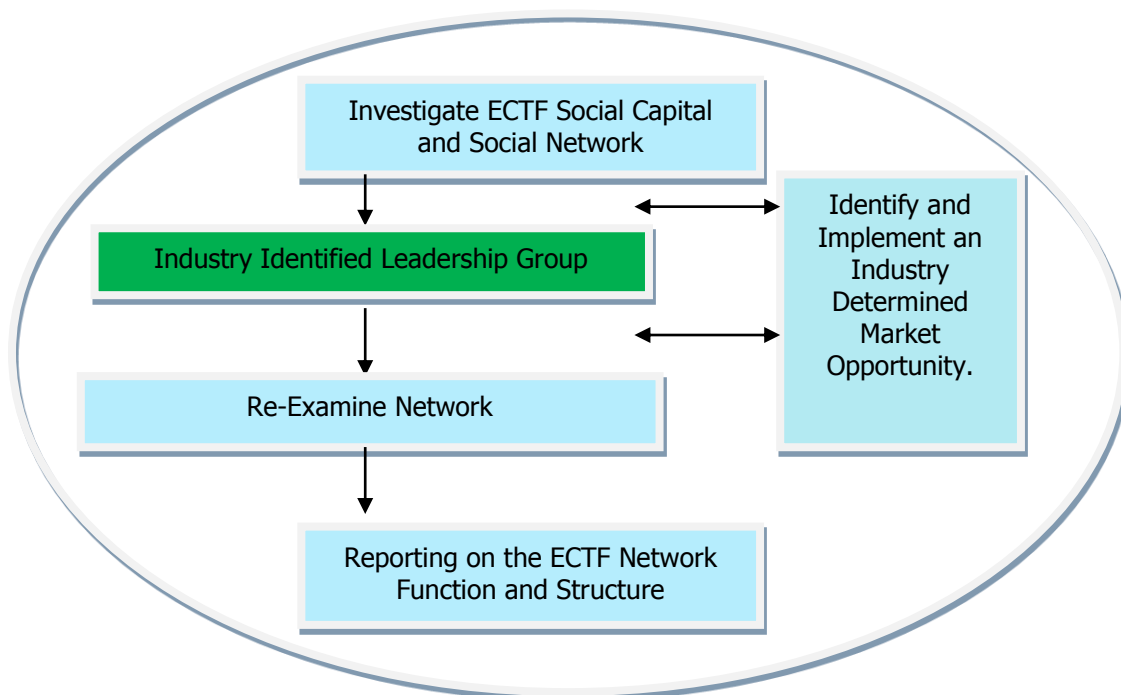 Investigate ECTF Social Capital
and Social Network
Industry Identified Leadership Group
Identify and
Implement an
Industry
Determined
Market
Opportunity.
Re-Examine Network
Reporting on the ECTF Network
Function and Structure